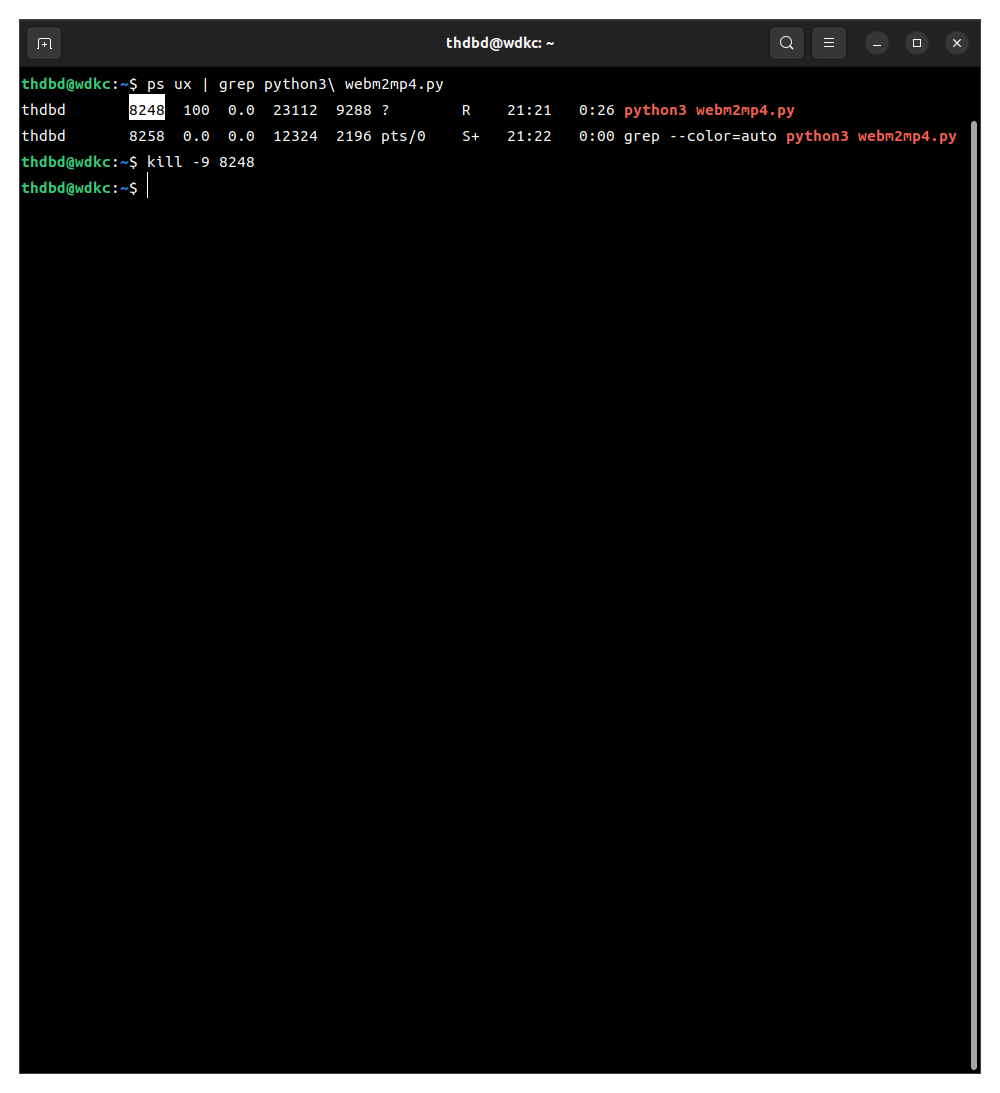 thdbd@wdkc: ~
thdbd@wdkc:~$ ps ux | grep python3\ webm2mp4.py
thdbd       8248  100  0.0  23112  9288 ?        R    21:21   0:26 python3 webm2mp4.py
thdbd       8258  0.0  0.0  12324  2196 pts/0    S+   21:22   0:00 grep --color=auto python3 webm2mp4.py
thdbd@wdkc:~$ kill -9 8248
thdbd@wdkc:~$